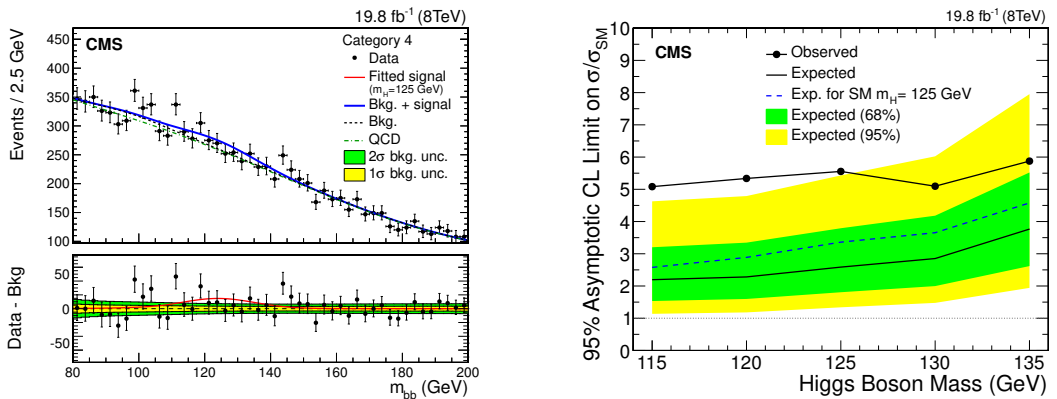 19.8 fb⁻¹ (8TeV)
CMS
Category 4
Data
Fitted signal
(m_H=125 GeV)
Bkg. + signal
Bkg.
QCD
2σ bkg. unc.
1σ bkg. unc.
Events / 2.5 GeV
450
400
350
300
250
200
150
100
Data - Bkg
50
0
-50
80 100 120 140 160 180 200
m_bb (GeV)
19.8 fb⁻¹ (8TeV)
CMS
Observed
Expected
Exp. for SM m_H= 125 GeV
Expected (68%)
Expected (95%)
95% Asymptotic CL Limit on σ/σ_SM
10
9
8
7
6
5
4
3
2
1
0
115 120 125 130 135
Higgs Boson Mass (GeV)